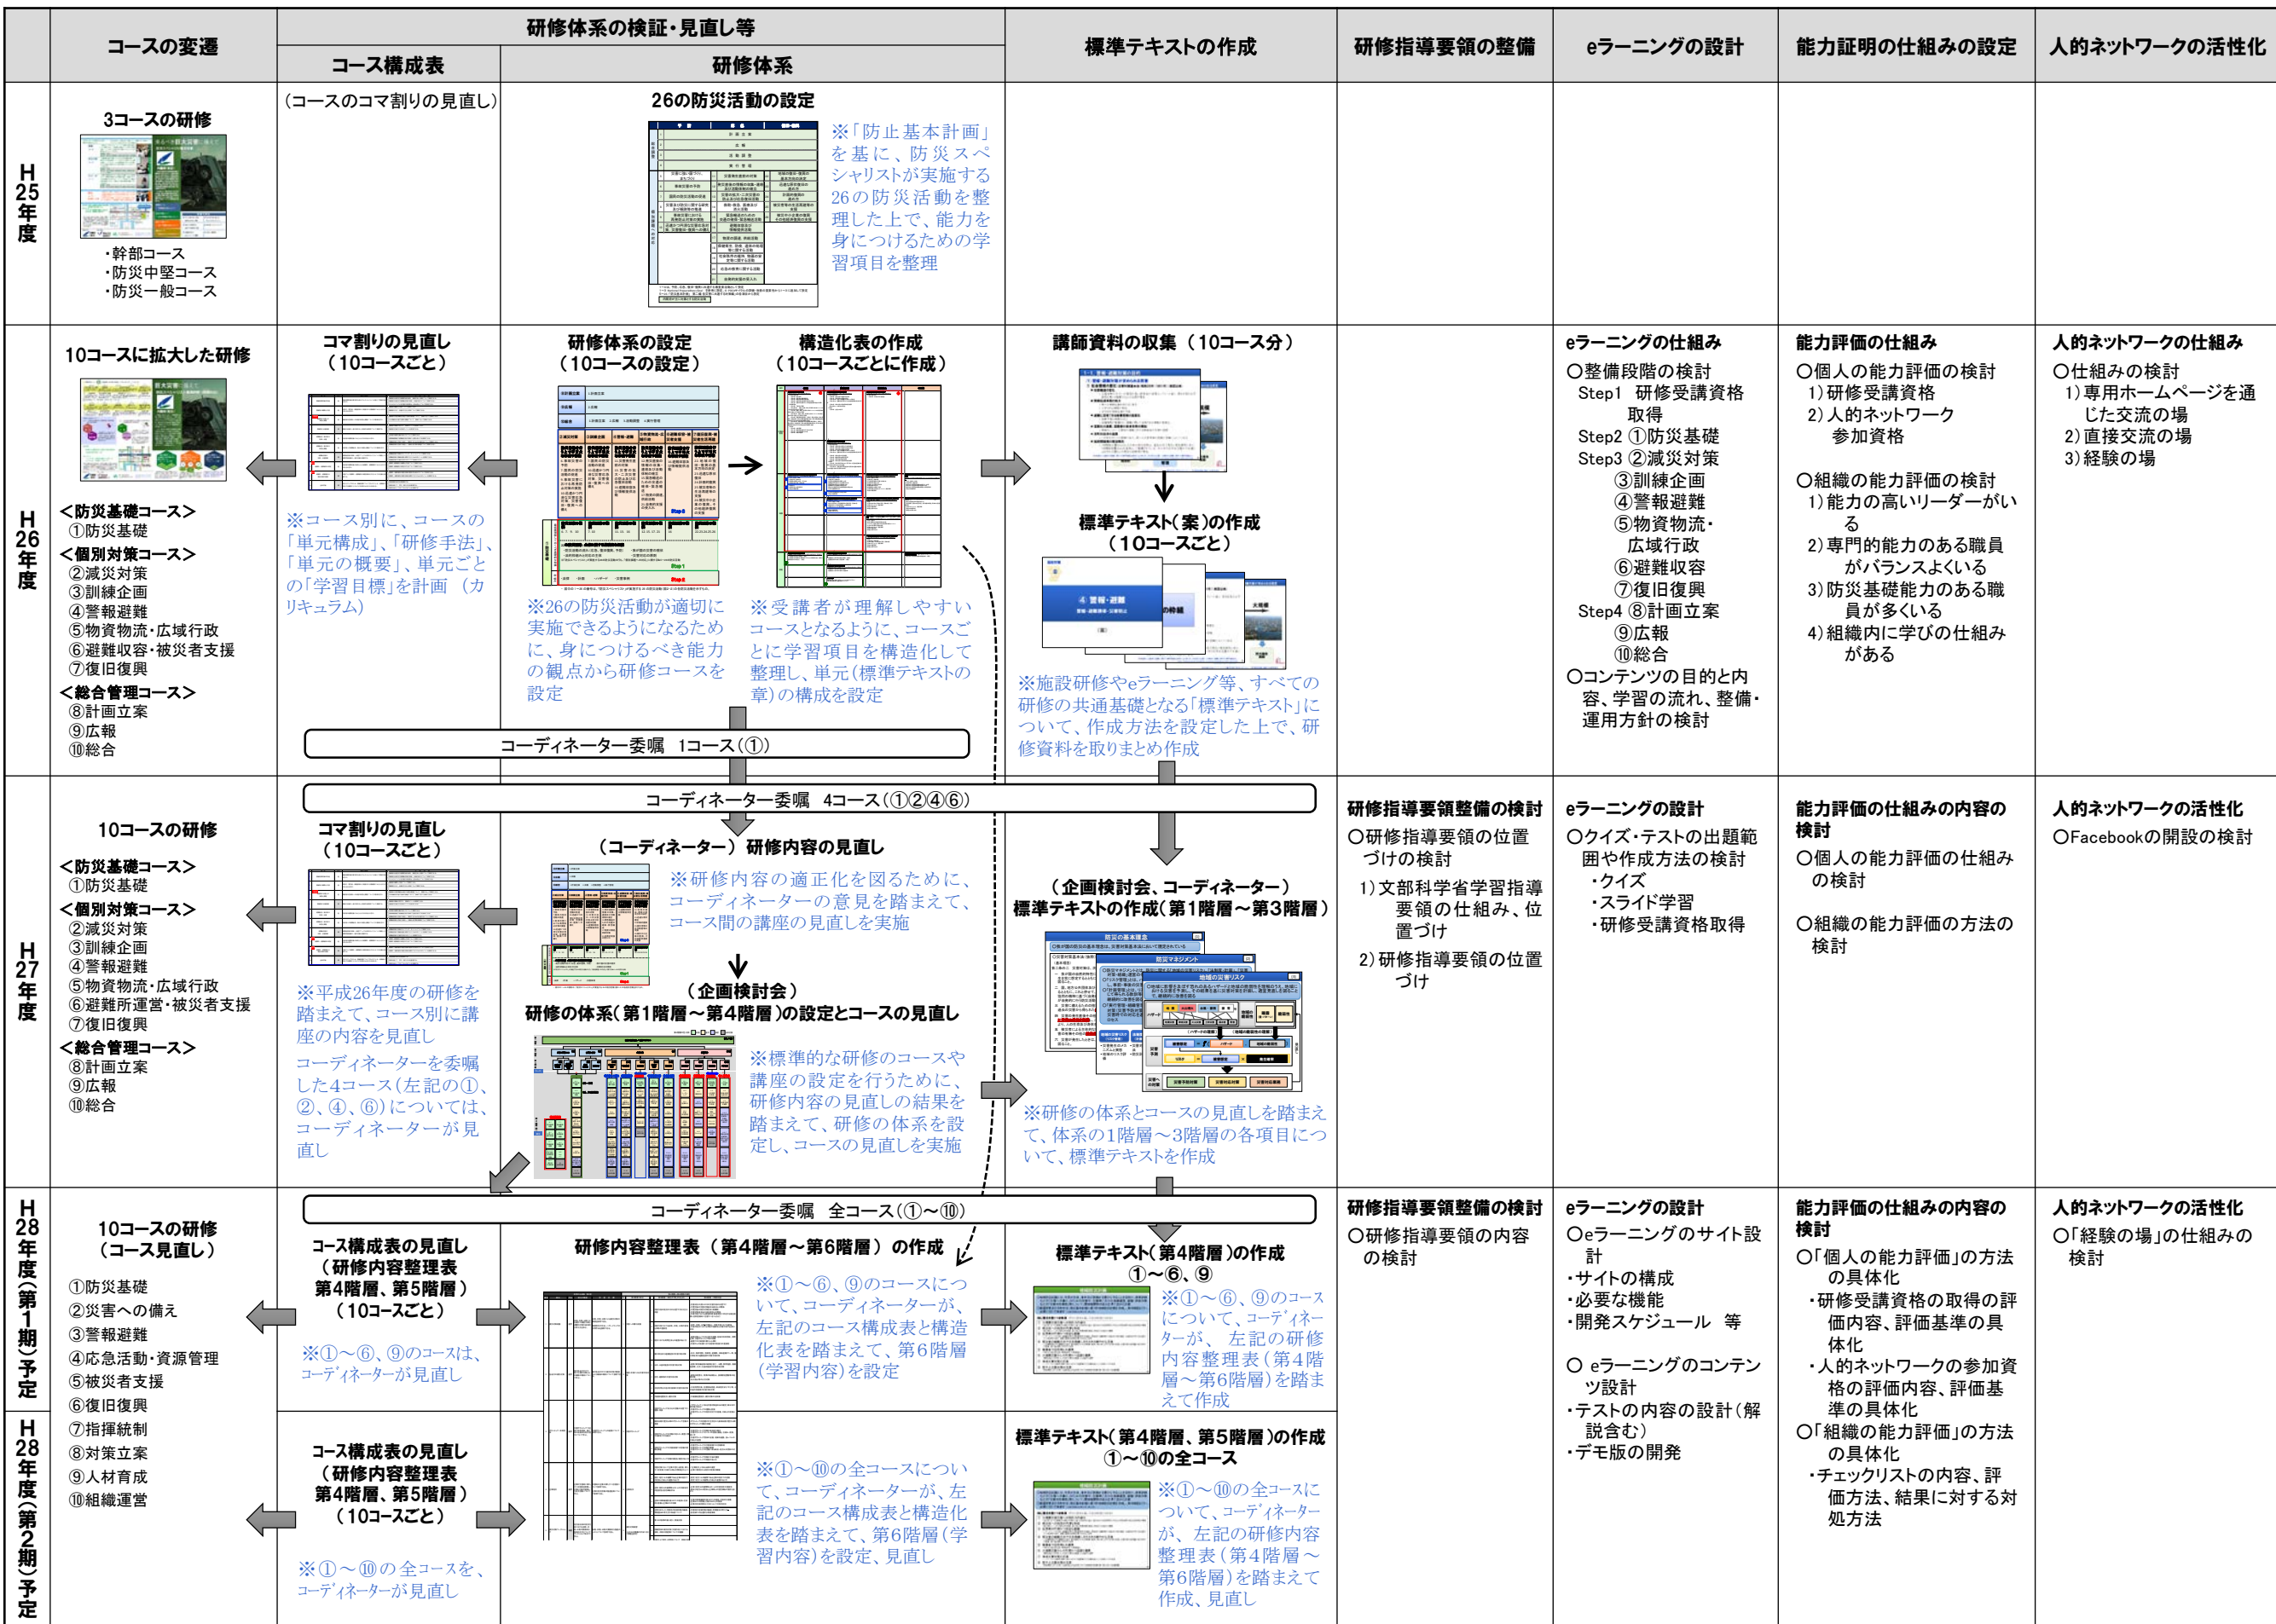 コースの変遷
研修体系の検証・見直し等
コース構成表
研修体系
標準テキストの作成
研修指導要領の整備
eラーニングの設計
能力証明の仕組みの設定
人的ネットワークの活性化
H25年度
3コースの研修
・幹部コース
・防災中堅コース
・防災一般コース
(コースのコマ割りの見直し)
26の防災活動の設定
※「防止基本計画」
を基に、防災スペ
シャリストが実施する
26の防災活動を整
理した上で、能力を
身につけるための学
習項目を整理
H26年度
10コースに拡大した研修
<防災基礎コース>
①防災基礎
<個別対策コース>
②減災対策
③訓練企画
④警報避難
⑤物資物流・広域行政
⑥避難収容・被災者支援
⑦復旧復興
<総合管理コース>
⑧計画立案
⑨広報
⑩総合
コマ割りの見直し
(10コースごと)
※コース別に、コースの
「単元構成」、「研修手法」、
「単元の概要」、単元ごと
の「学習目標」を計画 (カ
リキュラム)
研修体系の設定
(10コースの設定)
※26の防災活動が適切に
実施できるようになるため
に、身につけるべき能力
の観点から研修コースを
設定
構造化表の作成
(10コースごとに作成)
※受講者が理解しやすい
コースとなるように、コースご
とに学習項目を構造化して
整理し、単元(標準テキストの
章)の構成を設定
コーディネーター委嘱 1コース(①)
講師資料の収集 (10コース分)
標準テキスト(案)の作成
(10コースごと)
④ 警報・避難
※施設研修やeラーニング等、すべての
研修の共通基礎となる「標準テキスト」に
ついて、作成方法を設定した上で、研
修資料を取りまとめ作成
eラーニングの仕組み
○整備段階の検討
Step1 研修受講資格
取得
Step2 ①防災基礎
Step3 ②減災対策
③訓練企画
④警報避難
⑤物資物流・
広域行政
⑥避難収容
⑦復旧復興
Step4 ⑧計画立案
⑨広報
⑩総合
○コンテンツの目的と内
容、学習の流れ、整備・
運用方針の検討
能力評価の仕組み
○個人の能力評価の検討
1)研修受講資格
2)人的ネットワーク
参加資格
○組織の能力評価の検討
1)能力の高いリーダーがい
る
2)専門的能力のある職員
がバランスよくいる
3)防災基礎能力のある職
員が多くいる
4)組織内に学びの仕組み
がある
人的ネットワークの仕組み
○仕組みの検討
1)専用ホームページを通
じた交流の場
2)直接交流の場
3)経験の場
H27年度
コーディネーター委嘱 4コース(①②④⑥)
10コースの研修
<防災基礎コース>
①防災基礎
<個別対策コース>
②減災対策
③訓練企画
④警報避難
⑤物資物流・広域行政
⑥避難所運営・被災者支援
⑦復旧復興
<総合管理コース>
⑧計画立案
⑨広報
⑩総合
コマ割りの見直し
(10コースごと)
※平成26年度の研修を
踏まえて、コース別に講
座の内容を見直し
コーディネーターを委嘱
した4コース(左記の①、
②、④、⑥)については、
コーディネーターが見
直し
(コーディネーター) 研修内容の見直し
※研修内容の適正化を図るために、
コーディネーターの意見を踏まえて、
コース間の講座の見直しを実施
(企画検討会)
研修の体系(第1階層～第4階層)の設定とコースの見直し
※標準的な研修のコースや
講座の設定を行うために、
研修内容の見直しの結果を
踏まえて、研修の体系を設
定し、コースの見直しを実施
(企画検討会、コーディネーター)
標準テキストの作成(第1階層～第3階層)
防災の基本理念
防災マネジメント
地域の災害リスク
※研修の体系とコースの見直しを踏まえ
て、体系の1階層～3階層の各項目につ
いて、標準テキストを作成
研修指導要領整備の検討
○研修指導要領の位置
づけの検討
1)文部科学省学習指導
要領の仕組み、位
置づけ
2)研修指導要領の位置
づけ
eラーニングの設計
○クイズ・テストの出題範
囲や作成方法の検討
・クイズ
・スライド学習
・研修受講資格取得
能力評価の仕組みの内容の
検討
○個人の能力評価の仕組み
の検討
○組織の能力評価の方法の
検討
人的ネットワークの活性化
○Facebookの開設の検討
H28年度(第1期)予定
H28年度(第2期)予定
コーディネーター委嘱 全コース(①～⑩)
10コースの研修
(コース見直し)
①防災基礎
②災害への備え
③警報避難
④応急活動・資源管理
⑤被災者支援
⑥復旧復興
⑦指揮統制
⑧対策立案
⑨人材育成
⑩組織運営
コース構成表の見直し
(研修内容整理表
第4階層、第5階層)
(10コースごと)
※①～⑥、⑨のコースは、
コーディネーターが見直し
研修内容整理表 (第4階層～第6階層) の作成
※①～⑥、⑨のコースにつ
いて、コーディネーターが、
左記のコース構成表と構造
化表を踏まえて、第6階層
(学習内容)を設定
標準テキスト(第4階層)の作成
①～⑥、⑨
※①～⑥、⑨のコース
について、コーディネー
ターが、左記の研修
内容整理表(第4階
層～第6階層)を踏ま
えて作成
コース構成表の見直し
(研修内容整理表
第4階層、第5階層)
(10コースごと)
※①～⑩の全コースを、
コーディネーターが見直し
※①～⑩の全コースについ
て、コーディネーターが、左
記のコース構成表と構造化
表を踏まえて、第6階層(学
習内容)を設定、見直し
標準テキスト(第4階層、第5階層)の作成
①～⑩の全コース
※①～⑩の全コースに
ついて、コーディネーター
が、左記の研修内容
整理表(第4階層～
第6階層)を踏まえて
作成、見直し
研修指導要領整備の検討
○研修指導要領の内容
の検討
eラーニングの設計
○eラーニングのサイト設
計
・サイトの構成
・必要な機能
・開発スケジュール 等
○ eラーニングのコンテン
ツ設計
・テストの内容の設計(解
説含む)
・デモ版の開発
能力評価の仕組みの内容の
検討
○「個人の能力評価」の方法
の具体化
・研修受講資格の取得の評
価内容、評価基準の具
体化
・人的ネットワークの参加資
格の評価内容、評価基
準の具体化
○「組織の能力評価」の方法
の具体化
・チェックリストの内容、評
価方法、結果に対する対
処方法
人的ネットワークの活性化
○「経験の場」の仕組みの
検討